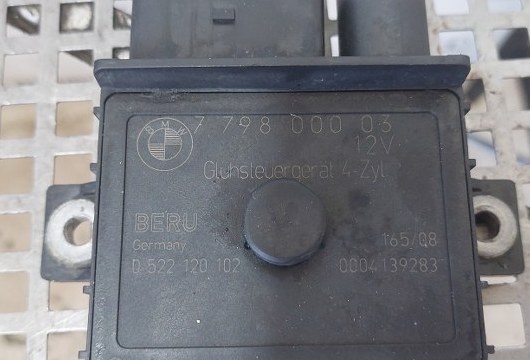 BMW
7 798 000 03
12V
Glühsteuergerät 4-Zyl
BERU
Germany
165/08
0 522 120 102
0004139283